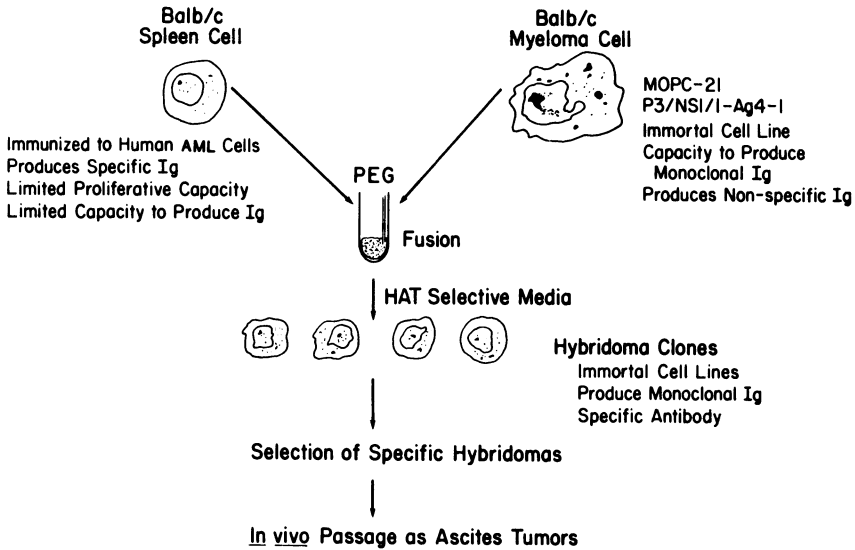 Balb/c
Spleen Cell
Balb/c
Myeloma Cell
MOPC-21
P3/NSI/1-Ag4-1
Immortal Cell Line
Capacity to Produce
Monoclonal Ig
Produces Non-specific Ig
Immunized to Human AML Cells
Produces Specific Ig
Limited Proliferative Capacity
Limited Capacity to Produce Ig
PEG
Fusion
HAT Selective Media
Hybridoma Clones
Immortal Cell Lines
Produce Monoclonal Ig
Specific Antibody
Selection of Specific Hybridomas
In vivo Passage as Ascites Tumors